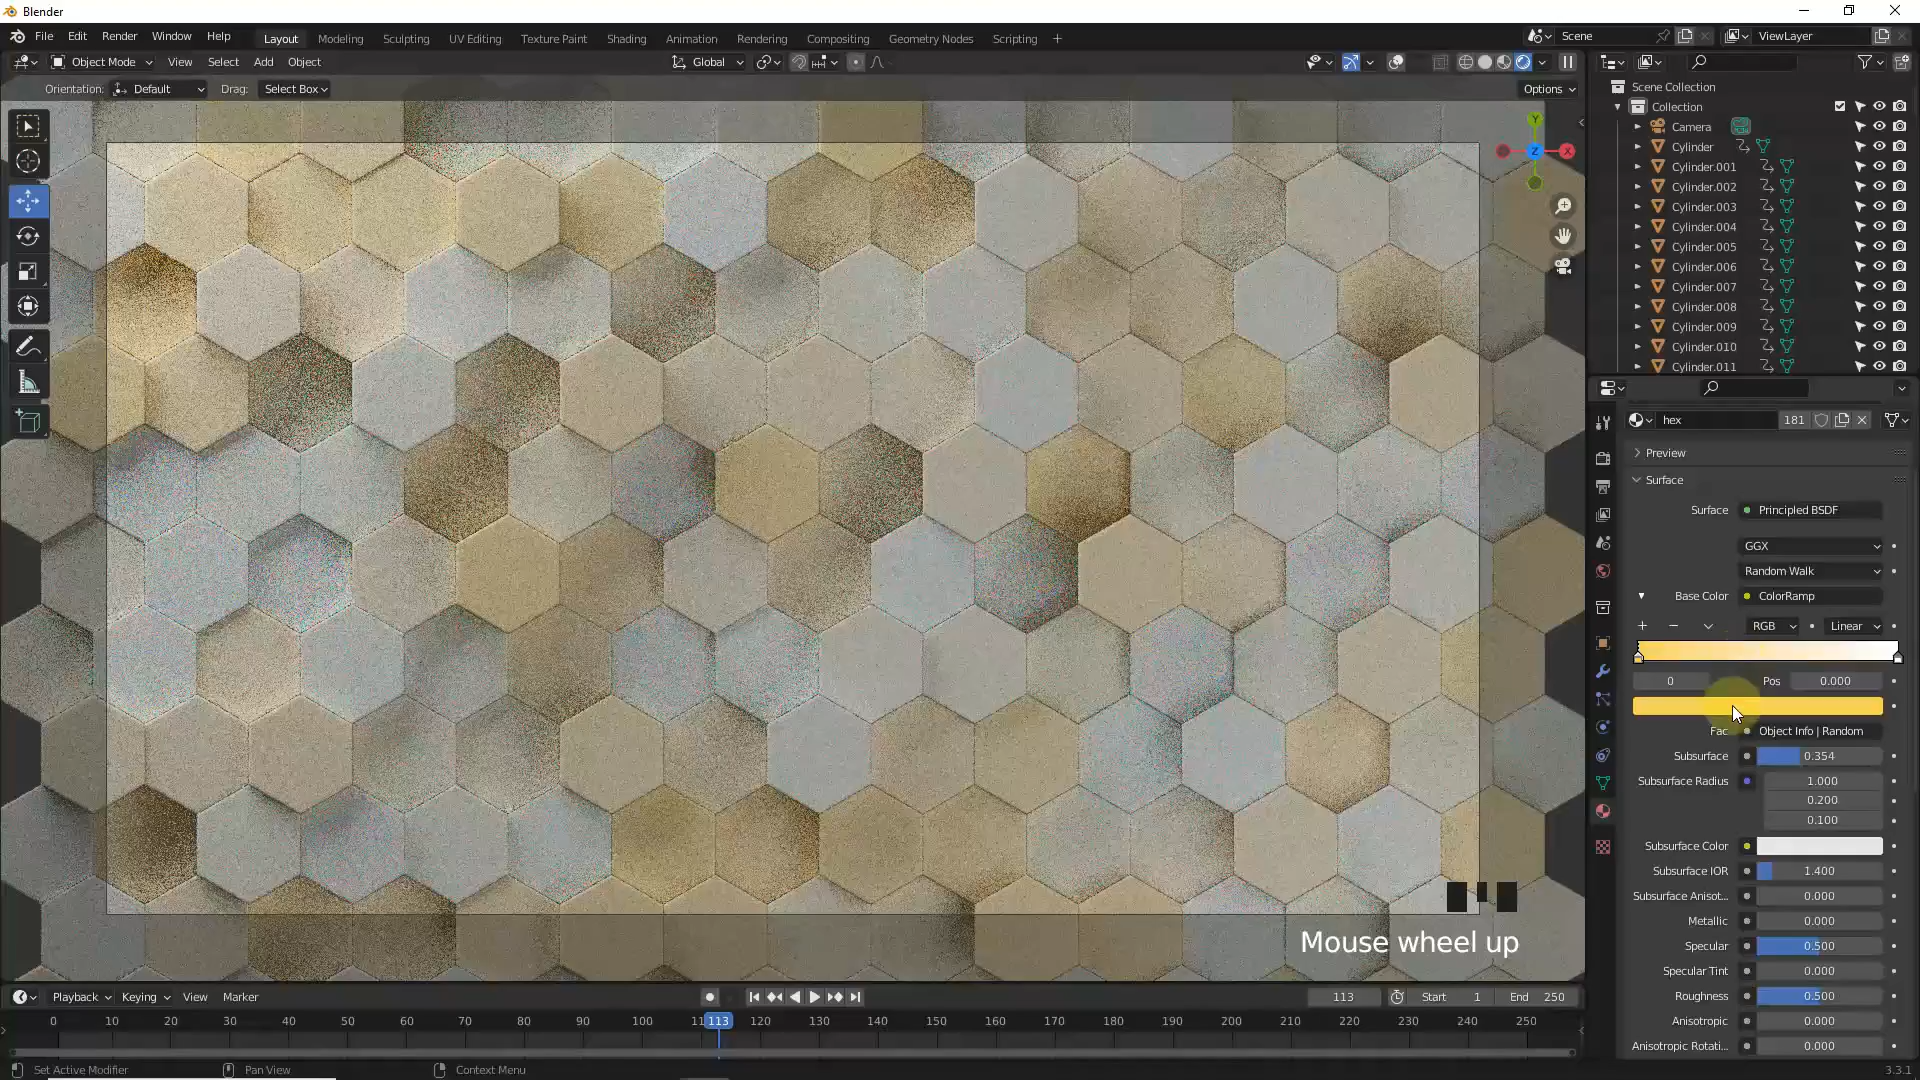 Blender
File Edit Render Window Help
Layout Modeling Sculpting UV Editing Texture Paint Shading Animation Rendering Compositing Geometry Nodes Scripting +
Scene
ViewLayer
Object Mode View Select Add Object
Global
Orientation: Default Drag: Select Box
Options
Y
Z
X
Scene Collection
Collection
Camera
Cylinder
Cylinder.001
Cylinder.002
Cylinder.003
Cylinder.004
Cylinder.005
Cylinder.006
Cylinder.007
Cylinder.008
Cylinder.009
Cylinder.010
Cylinder.011
hex 181
Preview
Surface
Surface Principled BSDF
GGX
Random Walk
Base Color ColorRamp
RGB Linear
0 Pos 0.000
Fac Object Info | Random
Subsurface 0.354
Subsurface Radius 1.000
0.200
0.100
Subsurface Color
Subsurface IOR 1.400
Subsurface Anisot... 0.000
Metallic 0.000
Specular 0.500
Specular Tint 0.000
Roughness 0.500
Anisotropic 0.000
Anisotropic Rotati... 0.000
Mouse wheel up
Playback Keying View Marker
113 Start 1 End 250
0 10 20 30 40 50 60 70 80 90 100 11 113 120 130 140 150 160 170 180 190 200 210 220 230 240 250
Set Active Modifier Pan View Context Menu
3.3.1